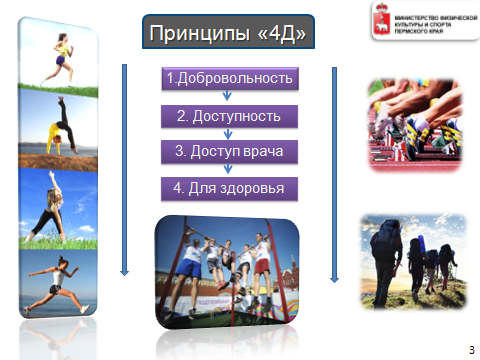 Принципы «4Д»
МИНИСТЕРСТВО ФИЗИЧЕСКОЙ
КУЛЬТУРЫ И СПОРТА
ПЕРМСКОГО КРАЯ
1.Добровольность
2. Доступность
3. Доступ врача
4. Для здоровья
3